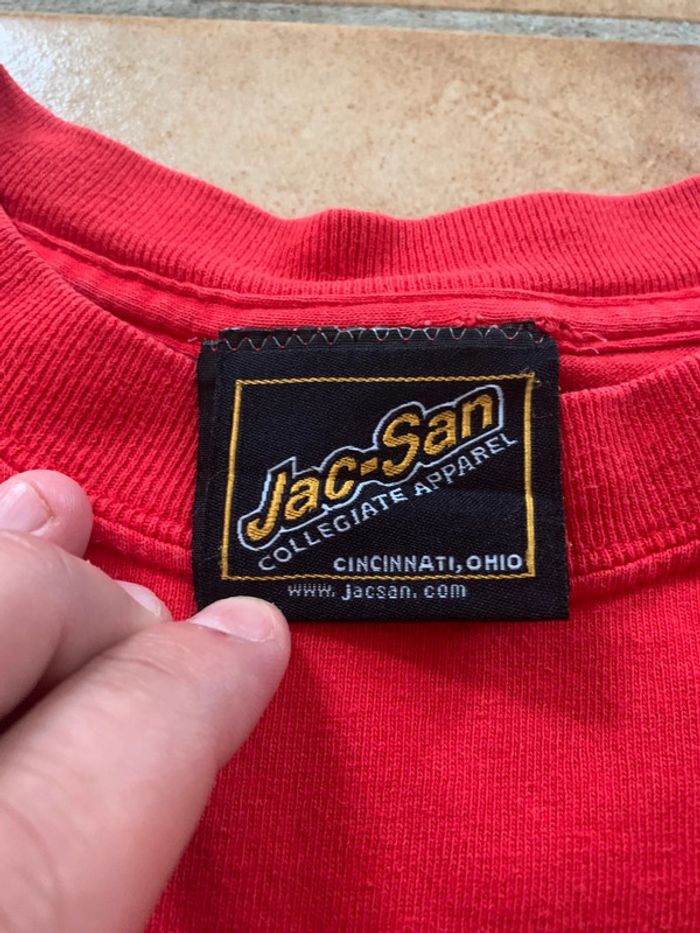 Jac-San
COLLEGIATE APPAREL
CINCINNATI, OHIO
www.jacsan.com